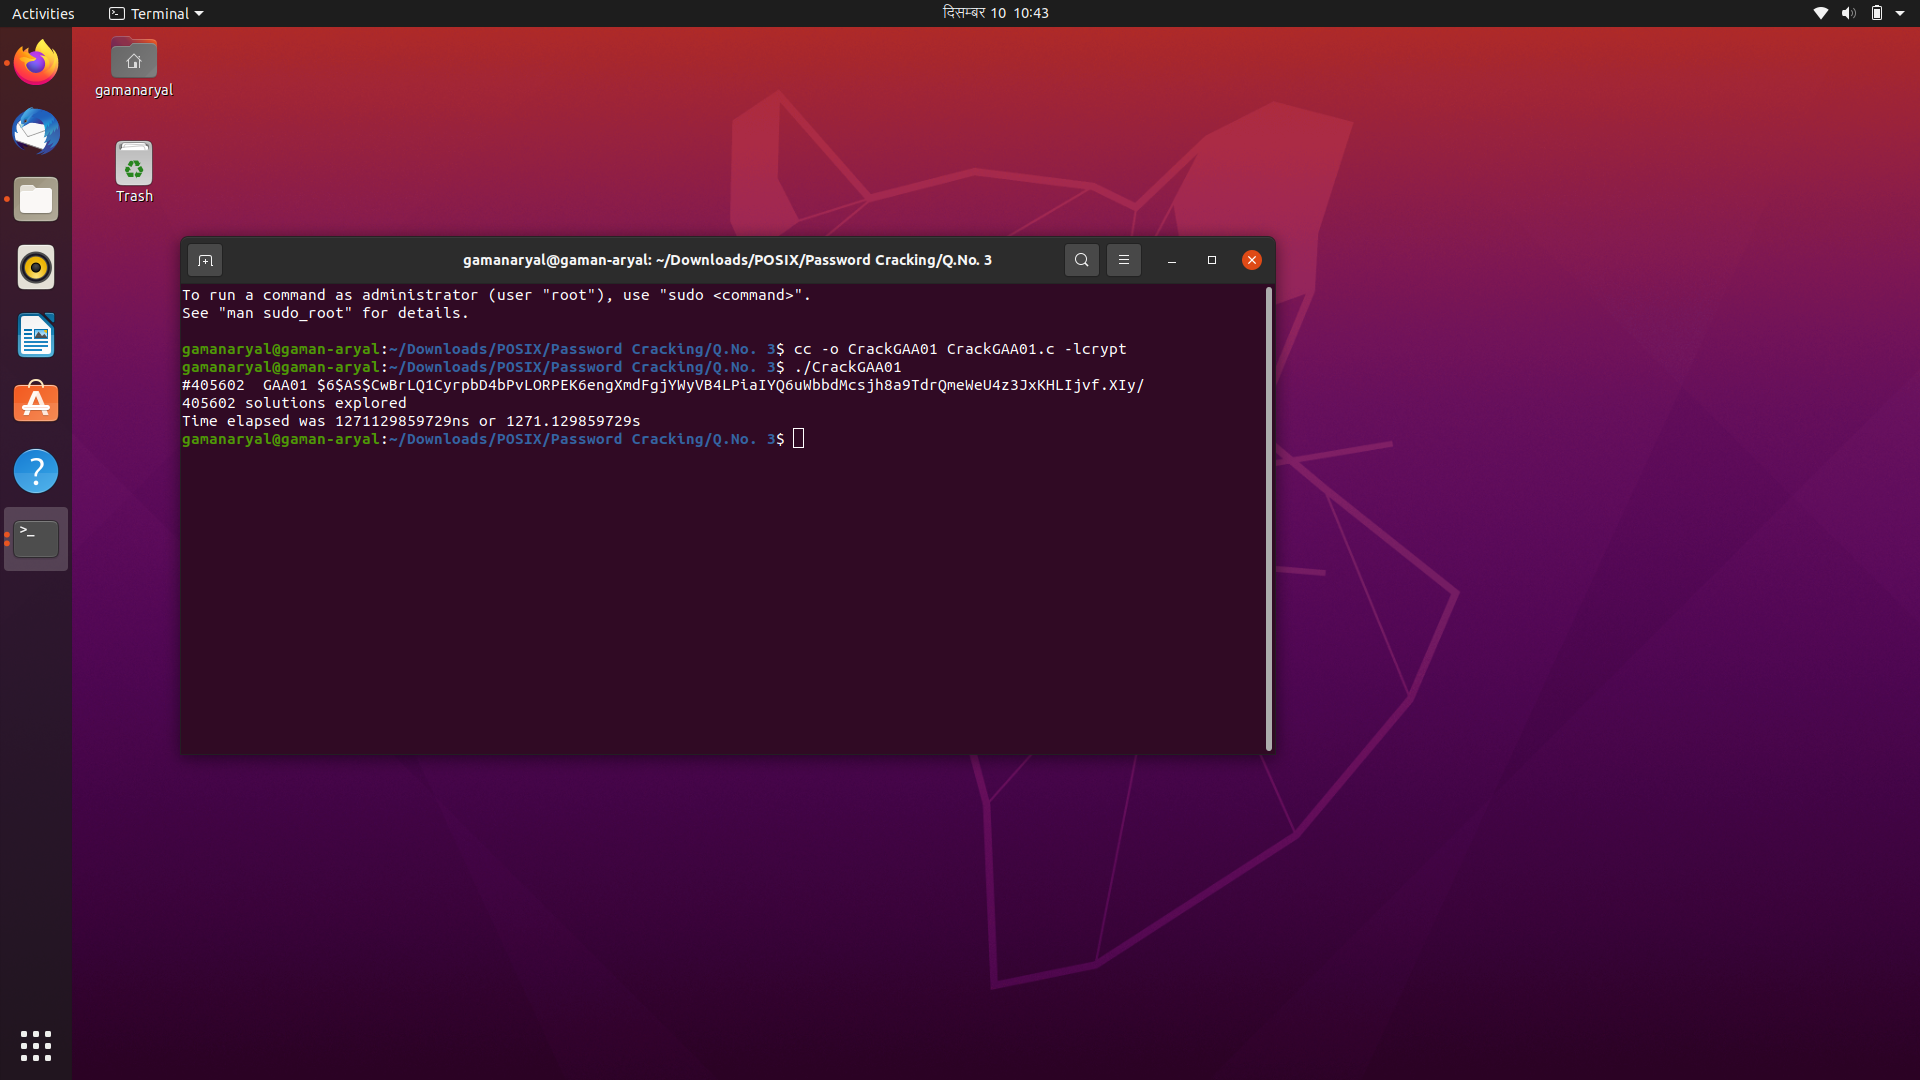 Activities Terminal दिसम्बर 10 10:43
gamanaryal
Trash
gamanaryal@gaman-aryal: ~/Downloads/POSIX/Password Cracking/Q.No. 3
To run a command as administrator (user "root"), use "sudo <command>".
See "man sudo_root" for details.
gamanaryal@gaman-aryal:~/Downloads/POSIX/Password Cracking/Q.No. 3$ cc -o CrackGAA01 CrackGAA01.c -lcrypt
gamanaryal@gaman-aryal:~/Downloads/POSIX/Password Cracking/Q.No. 3$ ./CrackGAA01
#405602  GAA01 $6$AS$CwBrLQ1CyrpbD4bPvLORPEK6engXmdFgjYWyVB4LPiaIYQ6uWbbdMcsjh8a9TdrQmeWeU4z3JxKHLIjvf.XIy/
405602 solutions explored
Time elapsed was 1271129859729ns or 1271.129859729s
gamanaryal@gaman-aryal:~/Downloads/POSIX/Password Cracking/Q.No. 3$